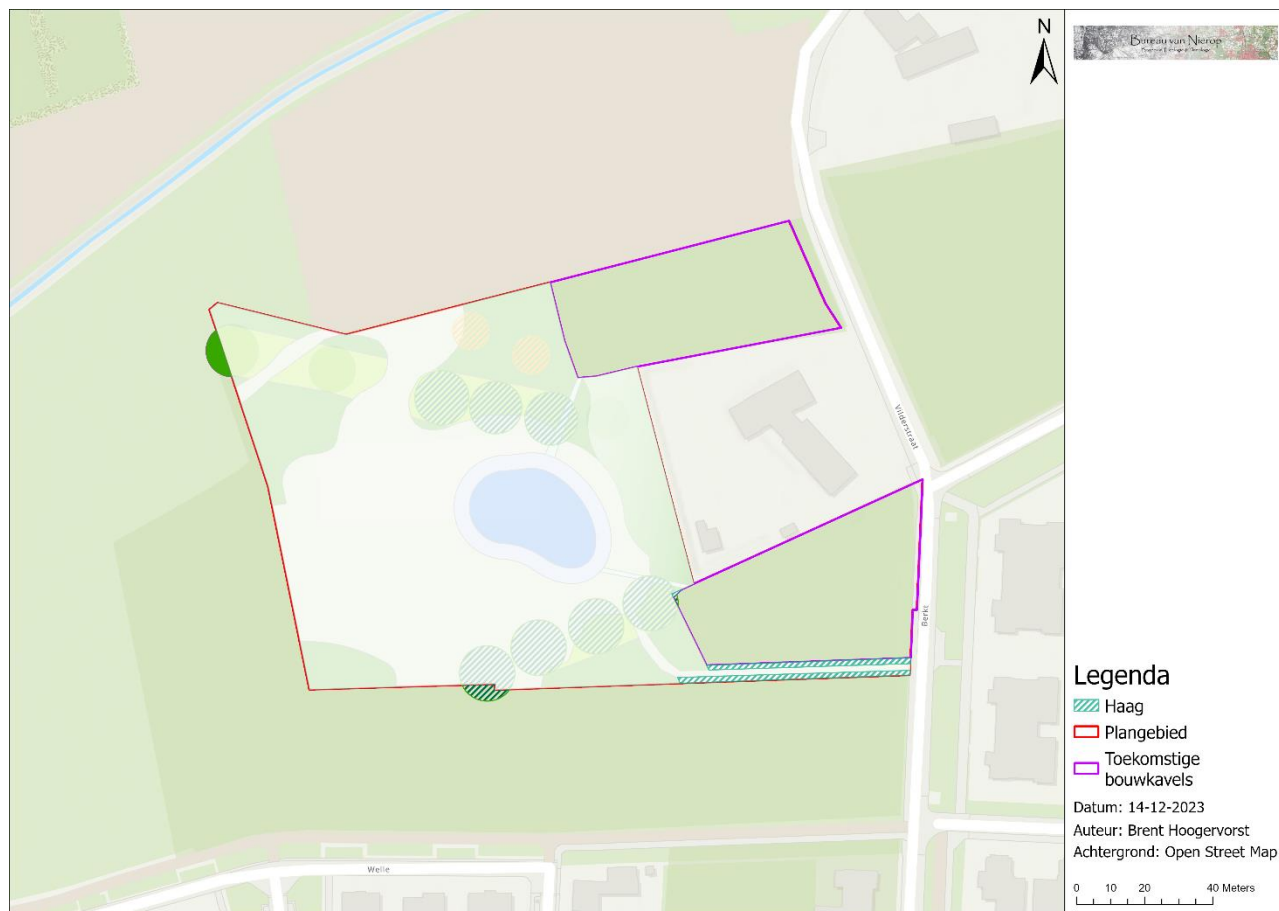 N
Bureau van Nierop
Vilderstraat
Berkt
Welle
Legenda
Haag
Plangebied
Toekomstige
bouwkavels
Datum: 14-12-2023
Auteur: Brent Hoogervorst
Achtergrond: Open Street Map
0 10 20 40 Meters